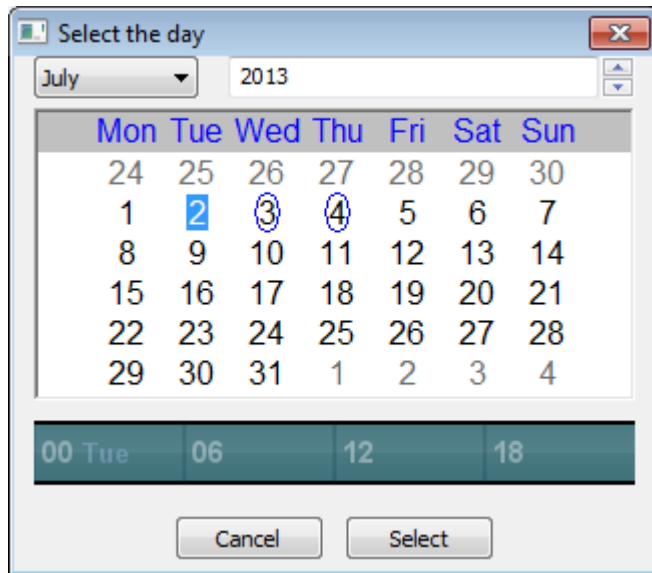 Select the day
July 2013
Mon Tue Wed Thu Fri Sat Sun
24 25 26 27 28 29 30
1 2 3 4 5 6 7
8 9 10 11 12 13 14
15 16 17 18 19 20 21
22 23 24 25 26 27 28
29 30 31 1 2 3 4
00 Tue 06 12 18
Cancel Select